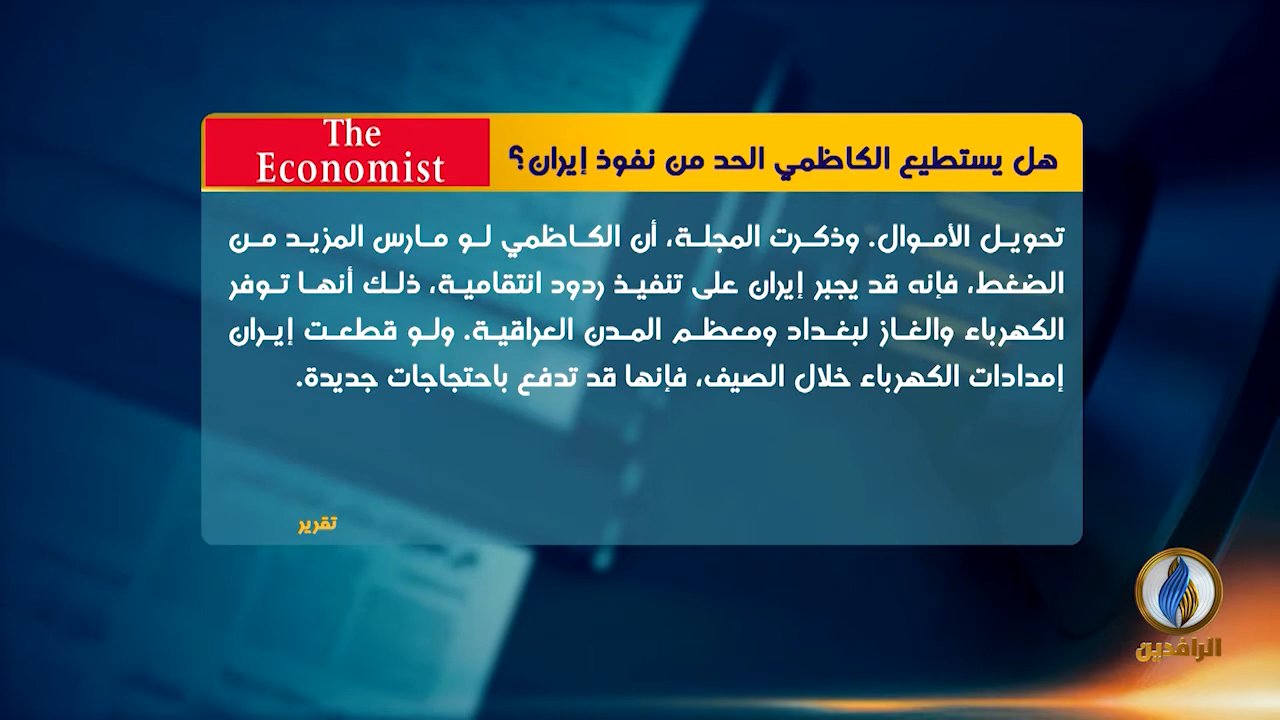 The
Economist
هل يستطيع الكاظمي الحد من نفوذ إيران؟
تحويل الأموال. وذكرت المجلة، أن الكاظمي لو مارس المزيد من
الضغط، فإنه قد يجبر إيران على تنفيذ ردود انتقامية، ذلك أنها توفر
الكهرباء والغاز لبغداد ومعظم المدن العراقية. ولو قطعت إيران
إمدادات الكهرباء خلال الصيف، فإنها قد تدفع باحتجاجات جديدة.
تقرير
الرافدين